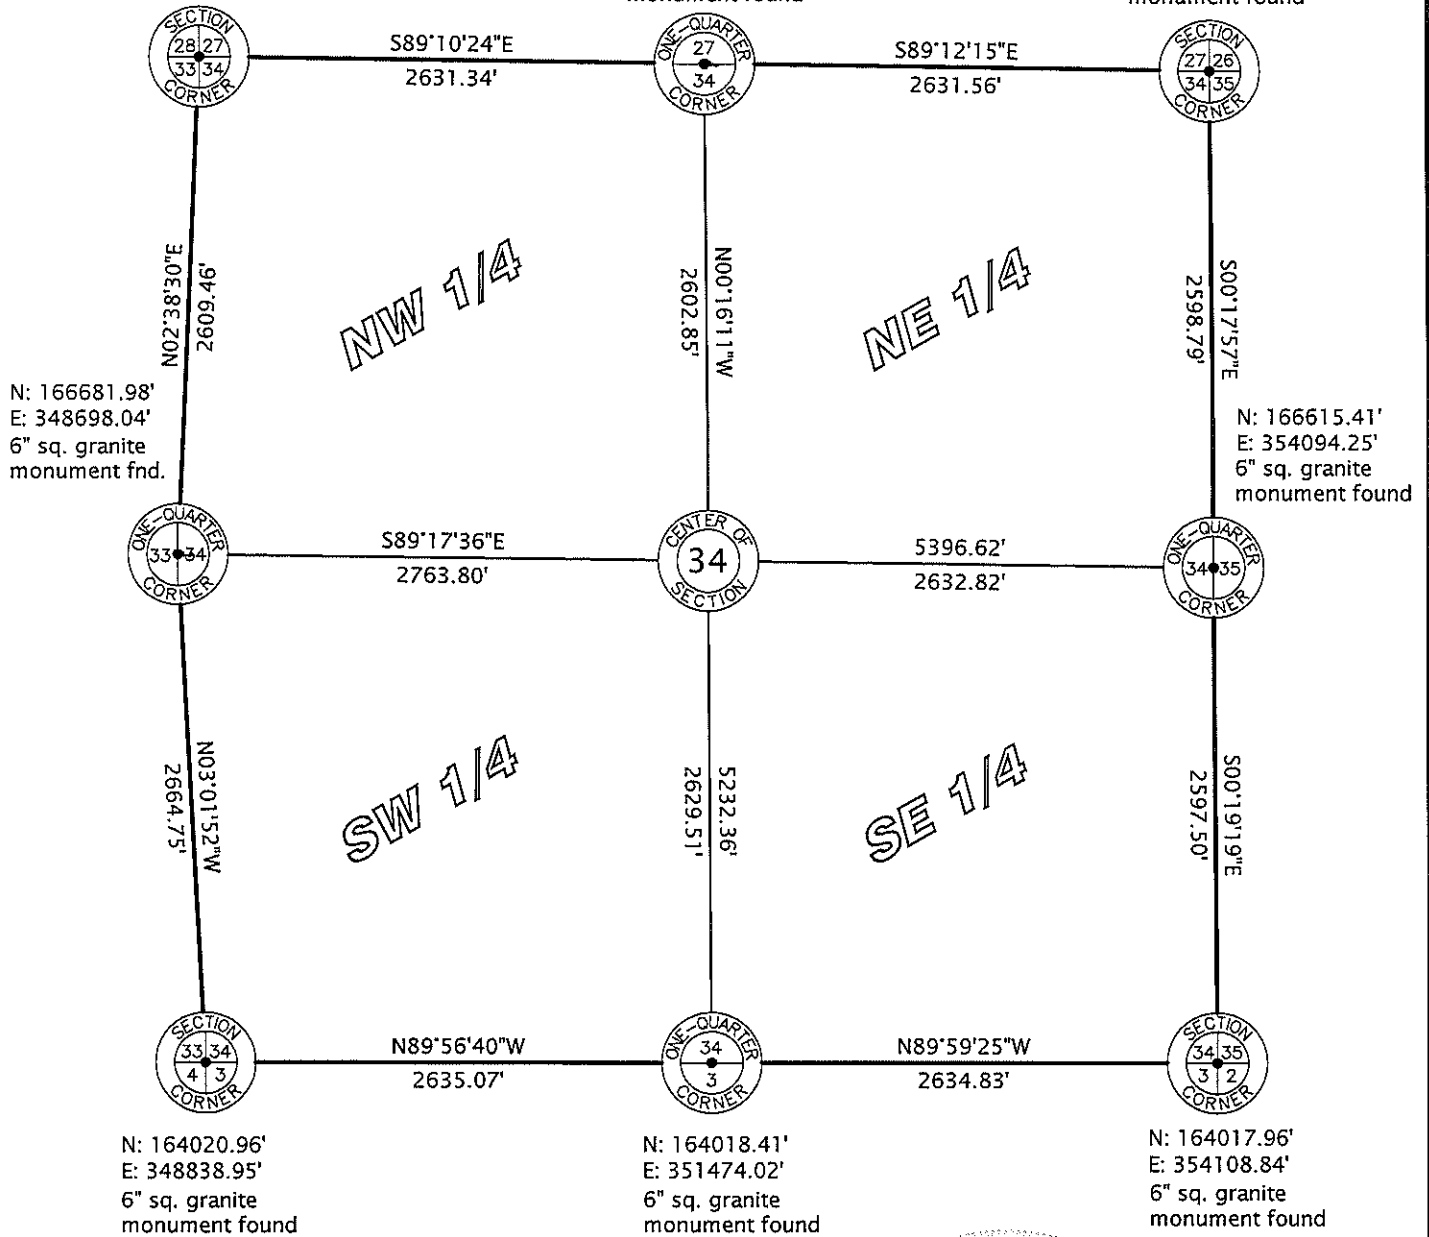 monument found
monument found
SECTION
28 27
33 34
CORNER
S89°10'24"E
2631.34'
ONE-QUARTER
27
34
CORNER
S89°12'15"E
2631.56'
SECTION
27 26
34 35
CORNER
N02°38'30"E
2609.46'
NW 1/4
N00°16'11"W
2602.85'
NE 1/4
S00°17'57"E
2598.79'
N: 166681.98'
E: 348698.04'
6" sq. granite
monument fnd.
N: 166615.41'
E: 354094.25'
6" sq. granite
monument found
ONE-QUARTER
33 34
CORNER
S89°17'36"E
2763.80'
CENTER OF
34
SECTION
5396.62'
2632.82'
ONE-QUARTER
34 35
CORNER
N03°01'52"W
2664.75'
SW 1/4
5232.36'
2629.51'
SE 1/4
S00°19'19"E
2597.50'
SECTION
33 34
4 3
CORNER
N89°56'40"W
2635.07'
ONE-QUARTER
34
3
CORNER
N89°59'25"W
2634.83'
SECTION
34 35
3 2
CORNER
N: 164020.96'
E: 348838.95'
6" sq. granite
monument found
N: 164018.41'
E: 351474.02'
6" sq. granite
monument found
N: 164017.96'
E: 354108.84'
6" sq. granite
monument found